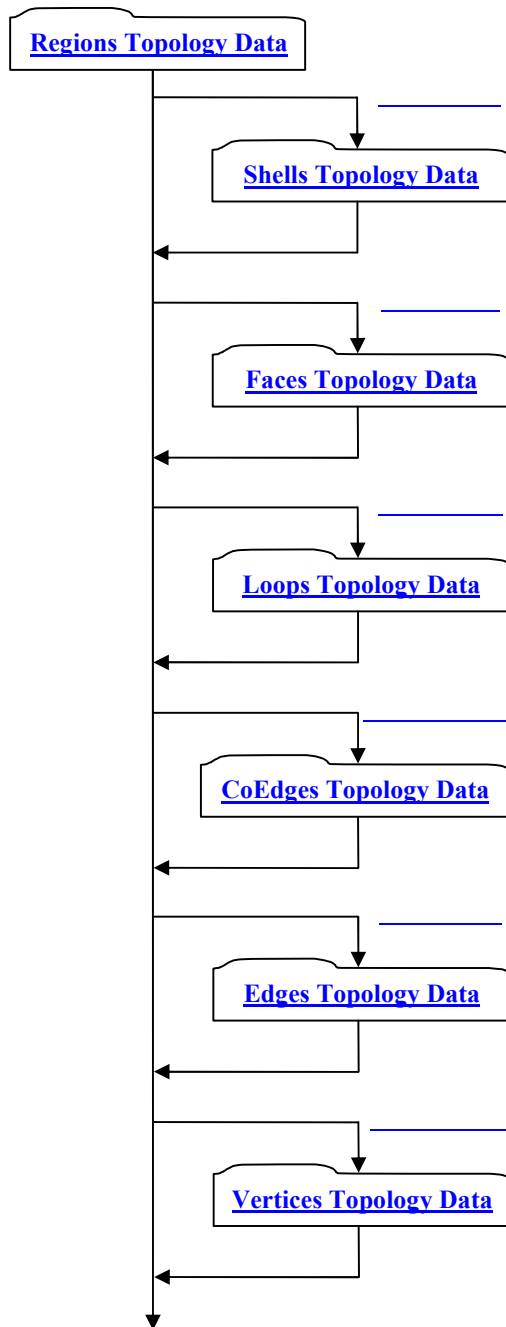 Regions Topology Data
Shells Topology Data
Faces Topology Data
Loops Topology Data
CoEdges Topology Data
Edges Topology Data
Vertices Topology Data